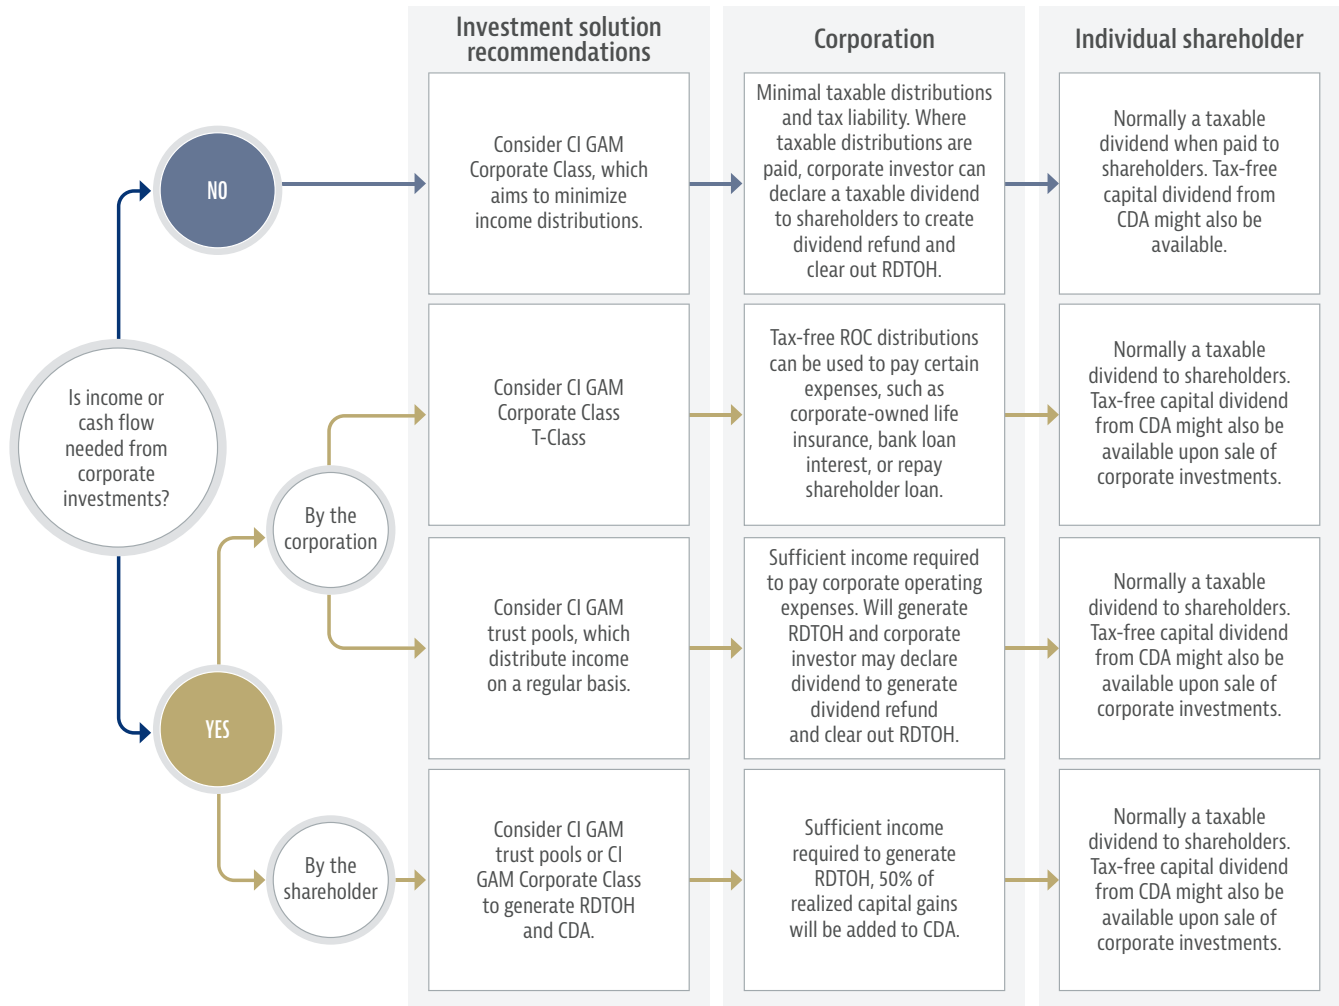 Investment solution
recommendations
Corporation
Individual shareholder
Is income or
cash flow
needed from
corporate
investments?
NO
Consider CI GAM
Corporate Class, which
aims to minimize
income distributions.
Minimal taxable distributions
and tax liability. Where
taxable distributions are
paid, corporate investor can
declare a taxable dividend
to shareholders to create
dividend refund and
clear out RDTOH.
Normally a taxable
dividend when paid to
shareholders. Tax-free
capital dividend from
CDA might also be
available.
YES
By the
corporation
Consider CI GAM
Corporate Class
T-Class
Tax-free ROC distributions
can be used to pay certain
expenses, such as
corporate-owned life
insurance, bank loan
interest, or repay
shareholder loan.
Normally a taxable
dividend to shareholders.
Tax-free capital dividend
from CDA might also be
available upon sale of
corporate investments.
Consider CI GAM
trust pools, which
distribute income
on a regular basis.
Sufficient income required
to pay corporate operating
expenses. Will generate
RDTOH and corporate
investor may declare
dividend to generate
dividend refund
and clear out RDTOH.
Normally a taxable
dividend to shareholders.
Tax-free capital dividend
from CDA might also be
available upon sale of
corporate investments.
By the
shareholder
Consider CI GAM
trust pools or CI
GAM Corporate Class
to generate RDTOH
and CDA.
Sufficient income
required to generate
RDTOH, 50% of
realized capital gains
will be added to CDA.
Normally a taxable
dividend to shareholders.
Tax-free capital dividend
from CDA might also be
available upon sale of
corporate investments.